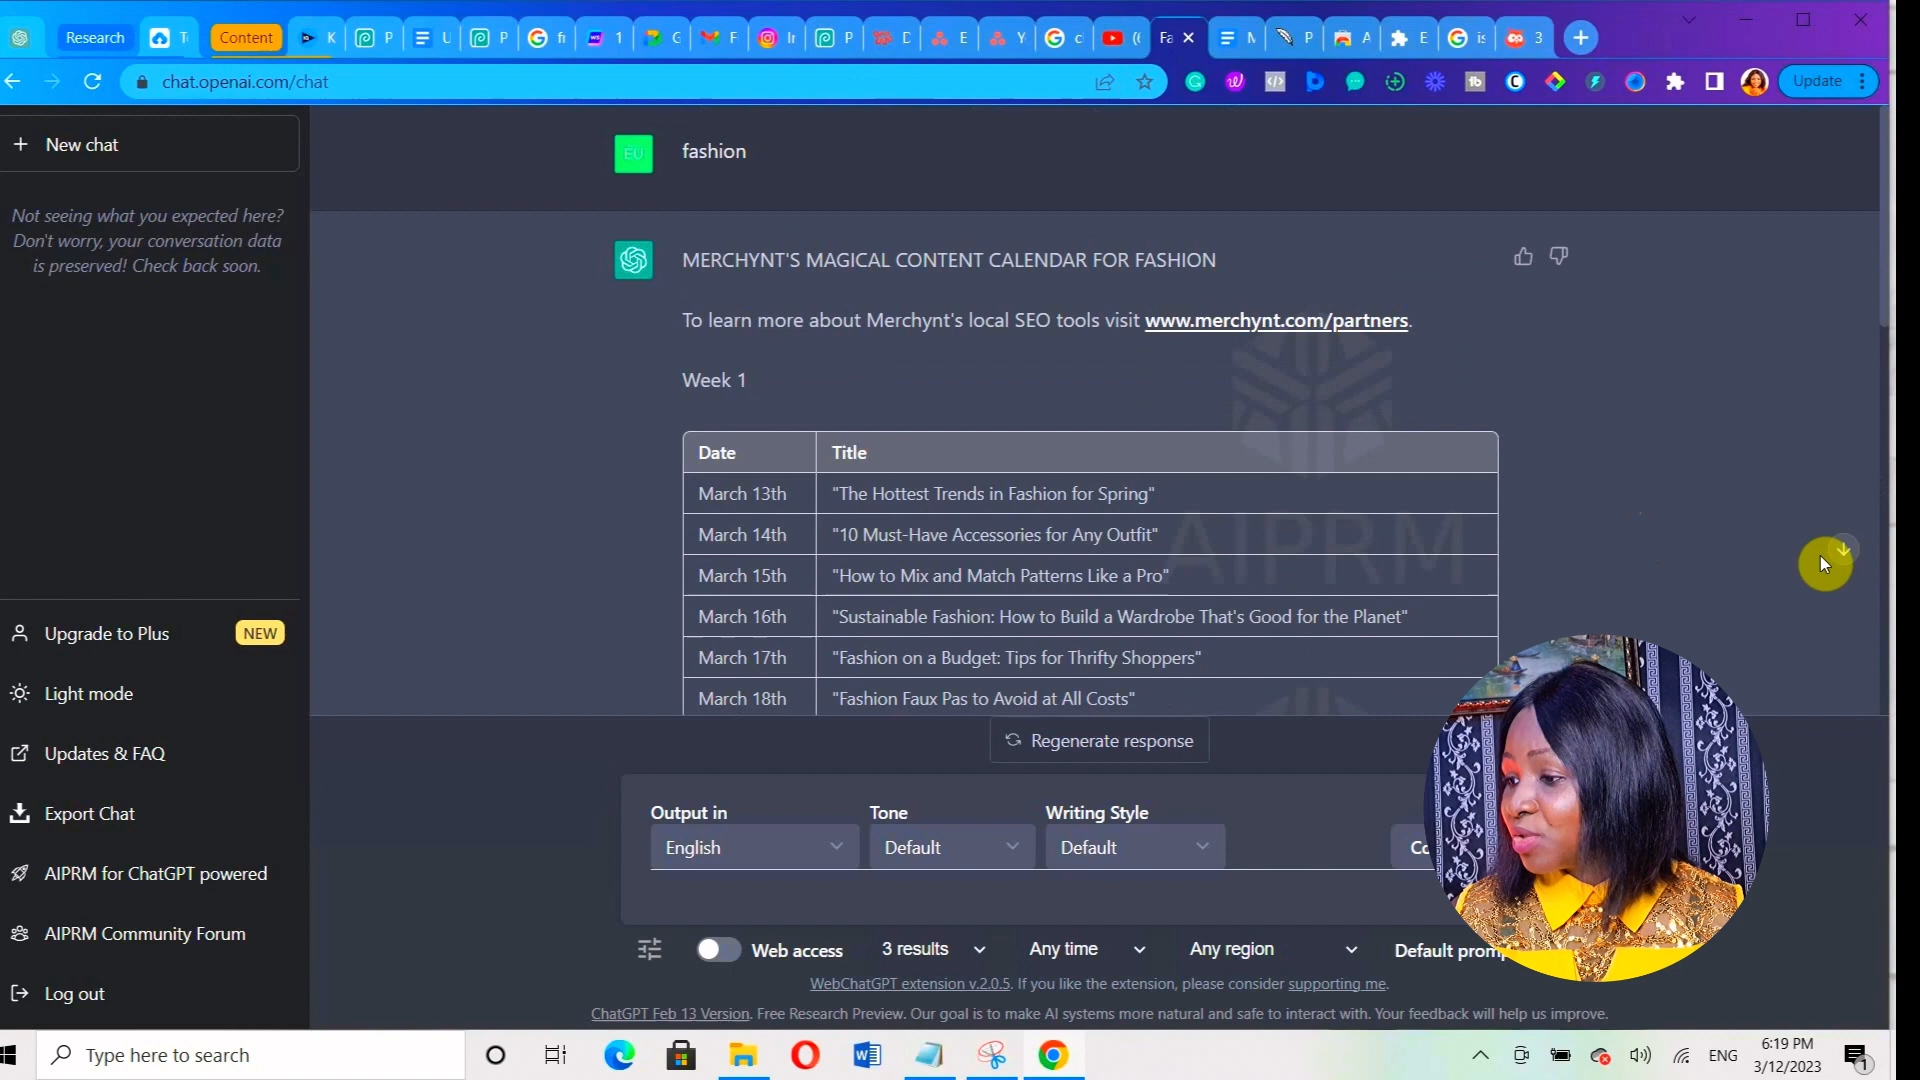 Research
Content
chat.openai.com/chat
Update
New chat
EU
fashion
Not seeing what you expected here?
Don't worry, your conversation data
is preserved! Check back soon.
MERCHYNT'S MAGICAL CONTENT CALENDAR FOR FASHION
To learn more about Merchynt's local SEO tools visit www.merchynt.com/partners.
Week 1
Date Title
March 13th "The Hottest Trends in Fashion for Spring"
March 14th "10 Must-Have Accessories for Any Outfit"
March 15th "How to Mix and Match Patterns Like a Pro"
March 16th "Sustainable Fashion: How to Build a Wardrobe That's Good for the Planet"
March 17th "Fashion on a Budget: Tips for Thrifty Shoppers"
March 18th "Fashion Faux Pas to Avoid at All Costs"
AIPRM
Regenerate response
Upgrade to Plus NEW
Light mode
Updates & FAQ
Export Chat
AIPRM for ChatGPT powered
AIPRM Community Forum
Log out
Output in Tone Writing Style
English Default Default Co
Web access 3 results Any time Any region Default promp
WebChatGPT extension v.2.0.5. If you like the extension, please consider supporting me.
ChatGPT Feb 13 Version. Free Research Preview. Our goal is to make AI systems more natural and safe to interact with. Your feedback will help us improve.
Type here to search
ENG
6:19 PM
3/12/2023
1